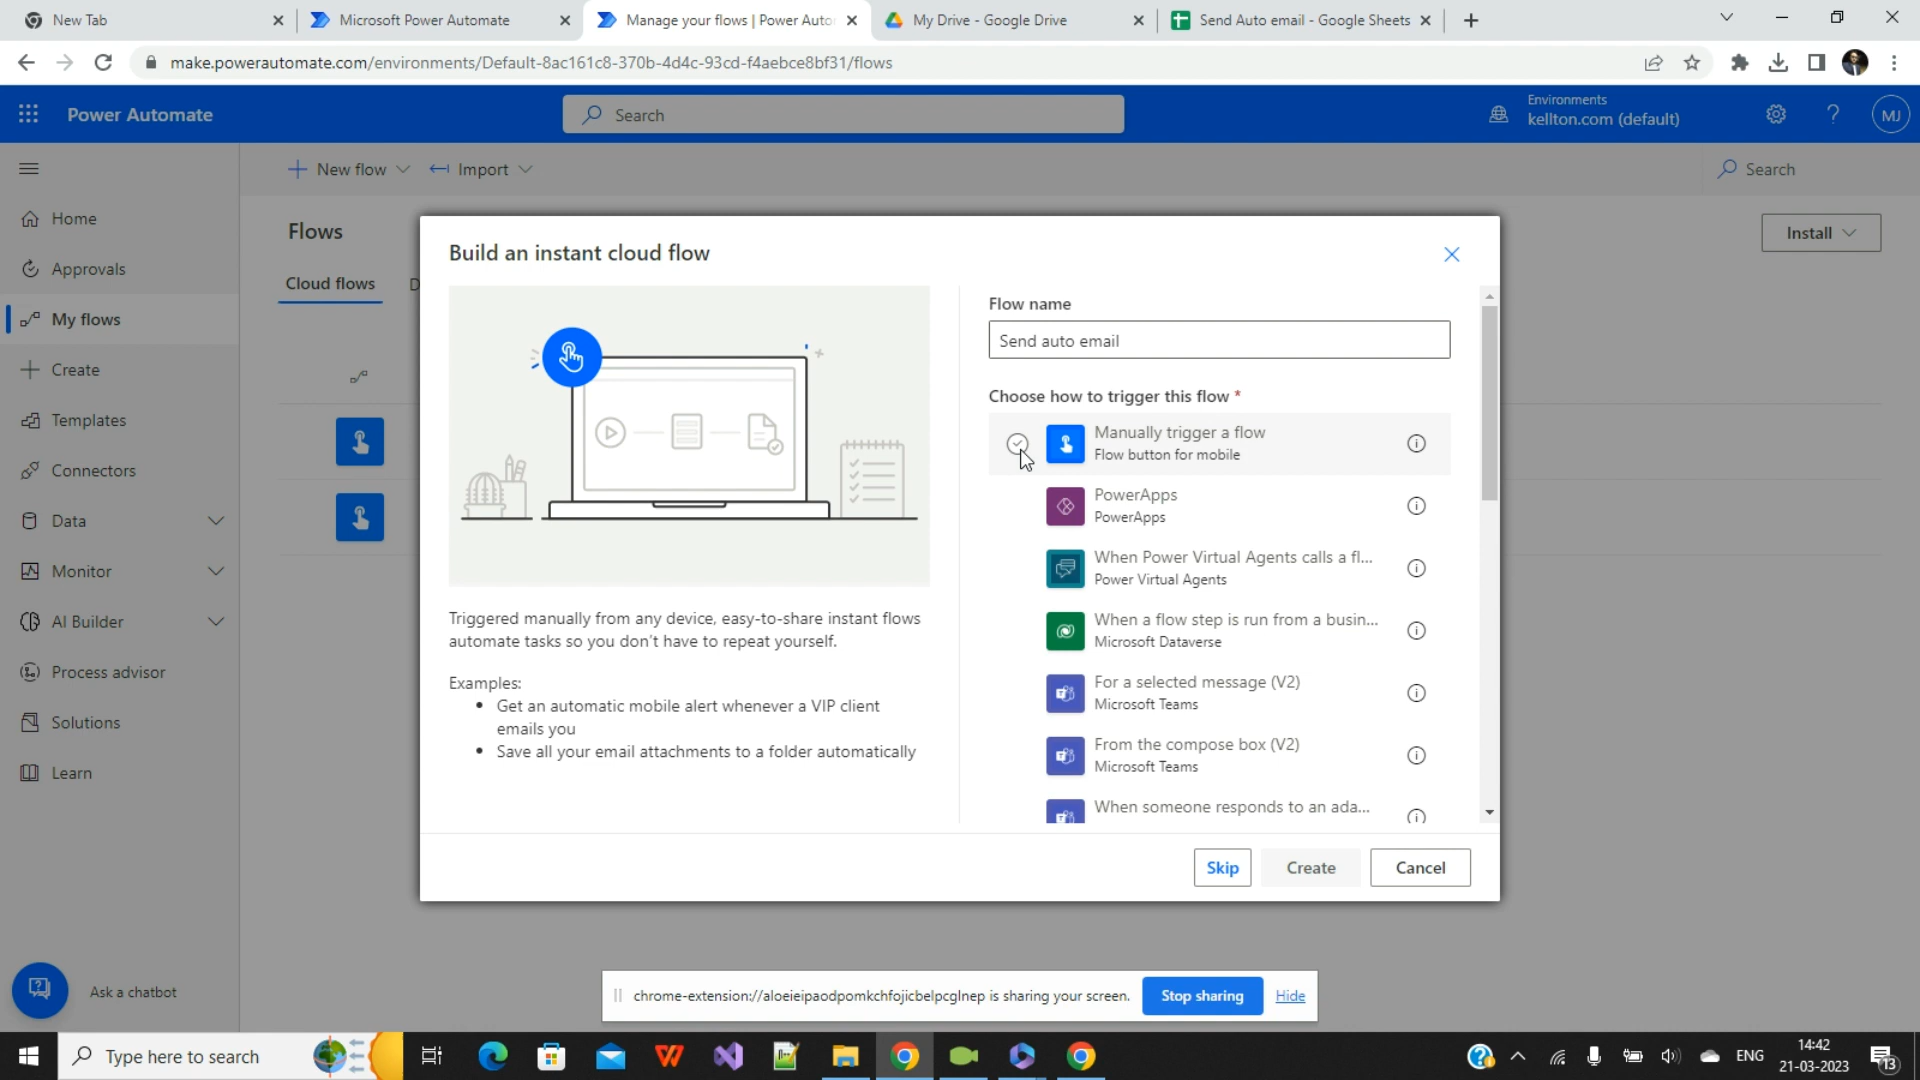 New Tab
Microsoft Power Automate
Manage your flows | Power Auto
My Drive - Google Drive
Send Auto email - Google Sheets
make.powerautomate.com/environments/Default-8ac161c8-370b-4d4c-93cd-f4aebce8bf31/flows
Power Automate
Search
Environments
kellton.com (default)
MJ
New flow
Import
Search
Home
Approvals
My flows
Create
Templates
Connectors
Data
Monitor
AI Builder
Process advisor
Solutions
Learn
Ask a chatbot
Flows
Install
Cloud flows
D
Build an instant cloud flow
Triggered manually from any device, easy-to-share instant flows
automate tasks so you don't have to repeat yourself.
Examples:
• Get an automatic mobile alert whenever a VIP client
emails you
• Save all your email attachments to a folder automatically
Flow name
Send auto email
Choose how to trigger this flow *
Manually trigger a flow
Flow button for mobile
PowerApps
PowerApps
When Power Virtual Agents calls a fl...
Power Virtual Agents
When a flow step is run from a busin...
Microsoft Dataverse
For a selected message (V2)
Microsoft Teams
From the compose box (V2)
Microsoft Teams
When someone responds to an ada...
Skip
Create
Cancel
chrome-extension://aloeieipaodpomkchfojicbelpcglnep is sharing your screen.
Stop sharing
Hide
Type here to search
ENG
14:42
21-03-2023
13